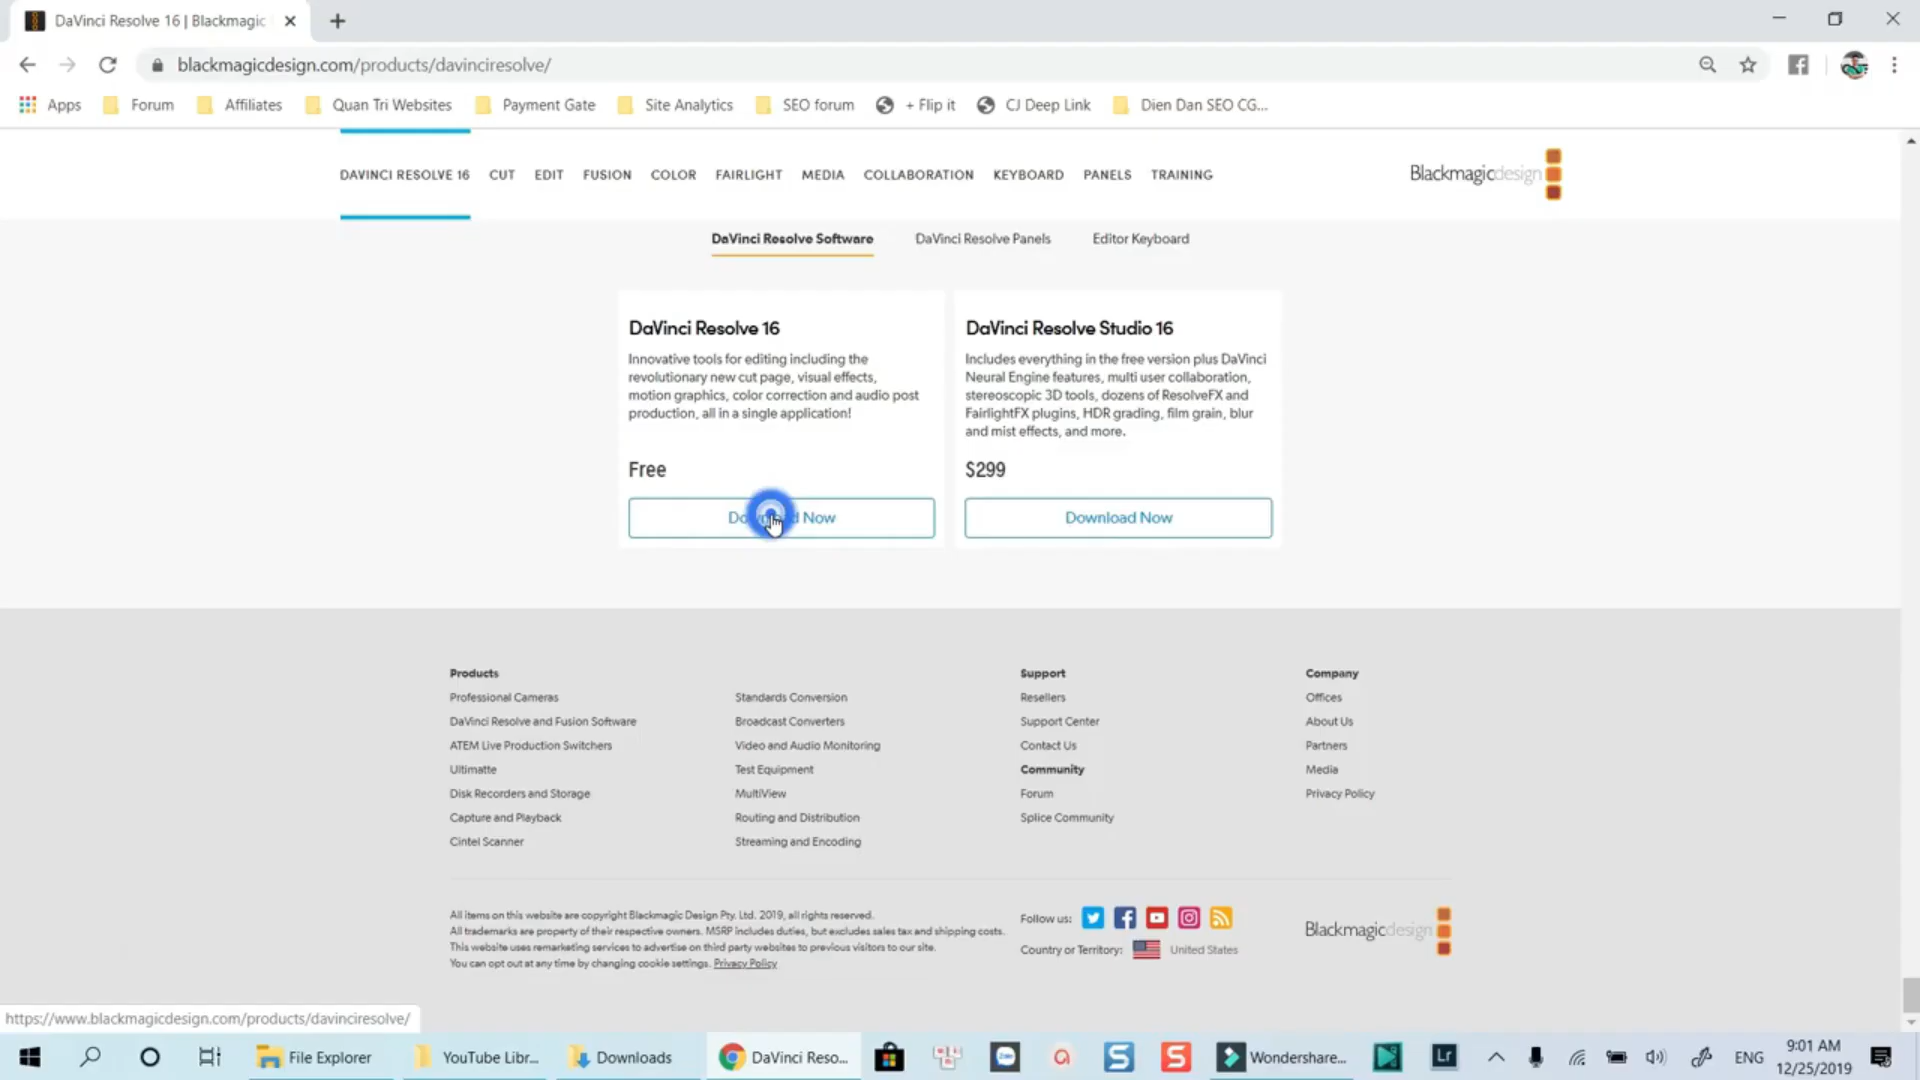 DaVinci Resolve 16 | Blackmagic
blackmagicdesign.com/products/davinciresolve/
Apps Forum Affiliates Quan Tri Websites Payment Gate Site Analytics SEO forum + Flip it CJ Deep Link Dien Dan SEO CG...
DAVINCI RESOLVE 16 CUT EDIT FUSION COLOR FAIRLIGHT MEDIA COLLABORATION KEYBOARD PANELS TRAINING
Blackmagicdesign
DaVinci Resolve Software DaVinci Resolve Panels Editor Keyboard
DaVinci Resolve 16
Innovative tools for editing including the
revolutionary new cut page, visual effects,
motion graphics, color correction and audio post
production, all in a single application!
Free
Download Now
DaVinci Resolve Studio 16
Includes everything in the free version plus DaVinci
Neural Engine features, multi user collaboration,
stereoscopic 3D tools, dozens of ResolveFX and
FairlightFX plugins, HDR grading, film grain, blur
and mist effects, and more.
$299
Download Now
Products
Professional Cameras
DaVinci Resolve and Fusion Software
ATEM Live Production Switchers
Ultimatte
Disk Recorders and Storage
Capture and Playback
Cintel Scanner
Standards Conversion
Broadcast Converters
Video and Audio Monitoring
Test Equipment
MultiView
Routing and Distribution
Streaming and Encoding
Support
Resellers
Support Center
Contact Us
Community
Forum
Splice Community
Company
Offices
About Us
Partners
Media
Privacy Policy
All items on this website are copyright Blackmagic Design Pty. Ltd. 2019, all rights reserved.
All trademarks are property of their respective owners. MSRP includes duties, but excludes sales tax and shipping costs.
This website uses remarketing services to advertise on third party websites to previous visitors to our site.
You can opt out at any time by changing cookie settings. Privacy Policy
Follow us:
Country or Territory: United States
Blackmagicdesign
https://www.blackmagicdesign.com/products/davinciresolve/
File Explorer YouTube Libr... Downloads DaVinci Reso... Wondershare... Lr ENG
9:01 AM
12/25/2019